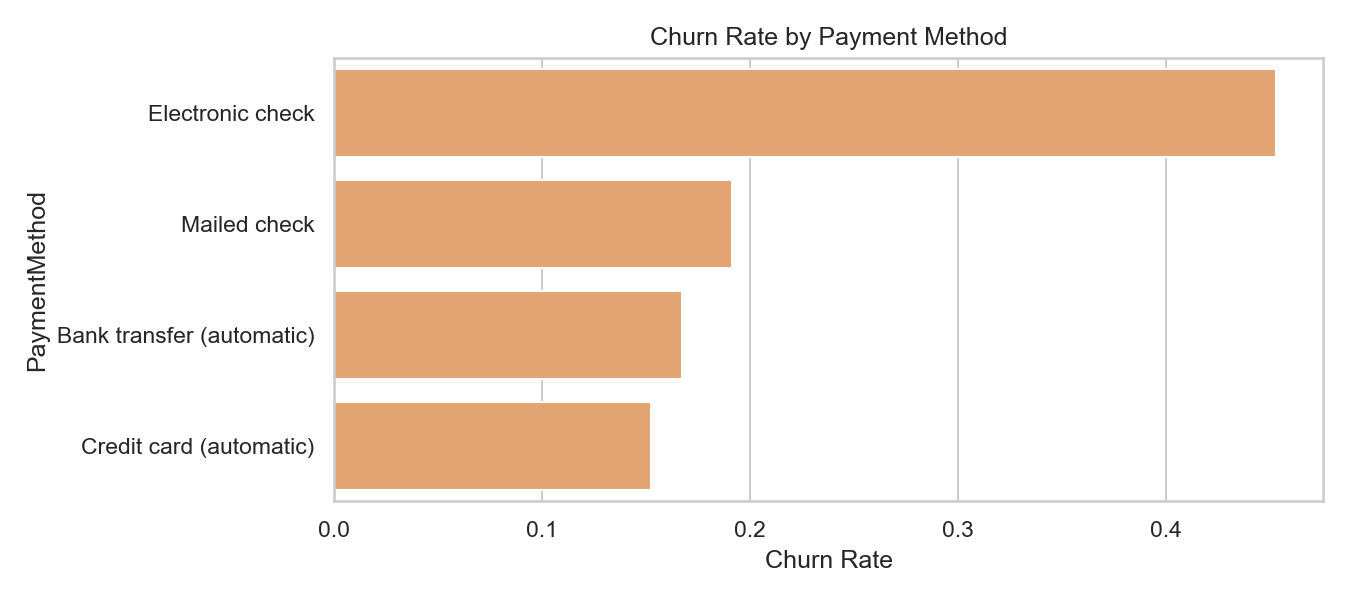 Churn Rate by Payment Method
PaymentMethod
Electronic check
Mailed check
Bank transfer (automatic)
Credit card (automatic)
0.0 0.1 0.2 0.3 0.4
Churn Rate